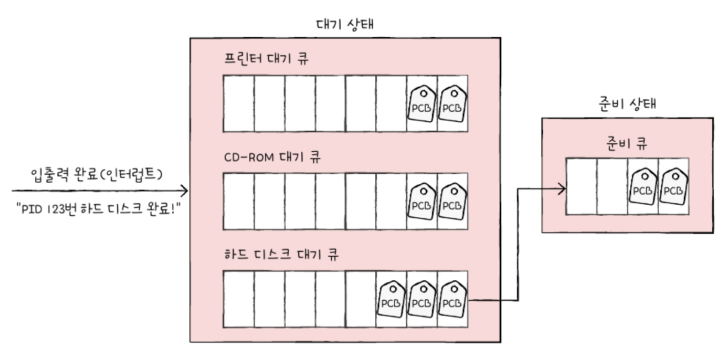 대기 상태
프린터 대기 큐
PCB PCB
준비 상태
준비 큐
PCB PCB
입출력 완료(인터럽트)
"PID 123번 하드 디스크 완료!"
CD-ROM 대기 큐
PCB PCB
하드 디스크 대기 큐
PCB PCB PCB